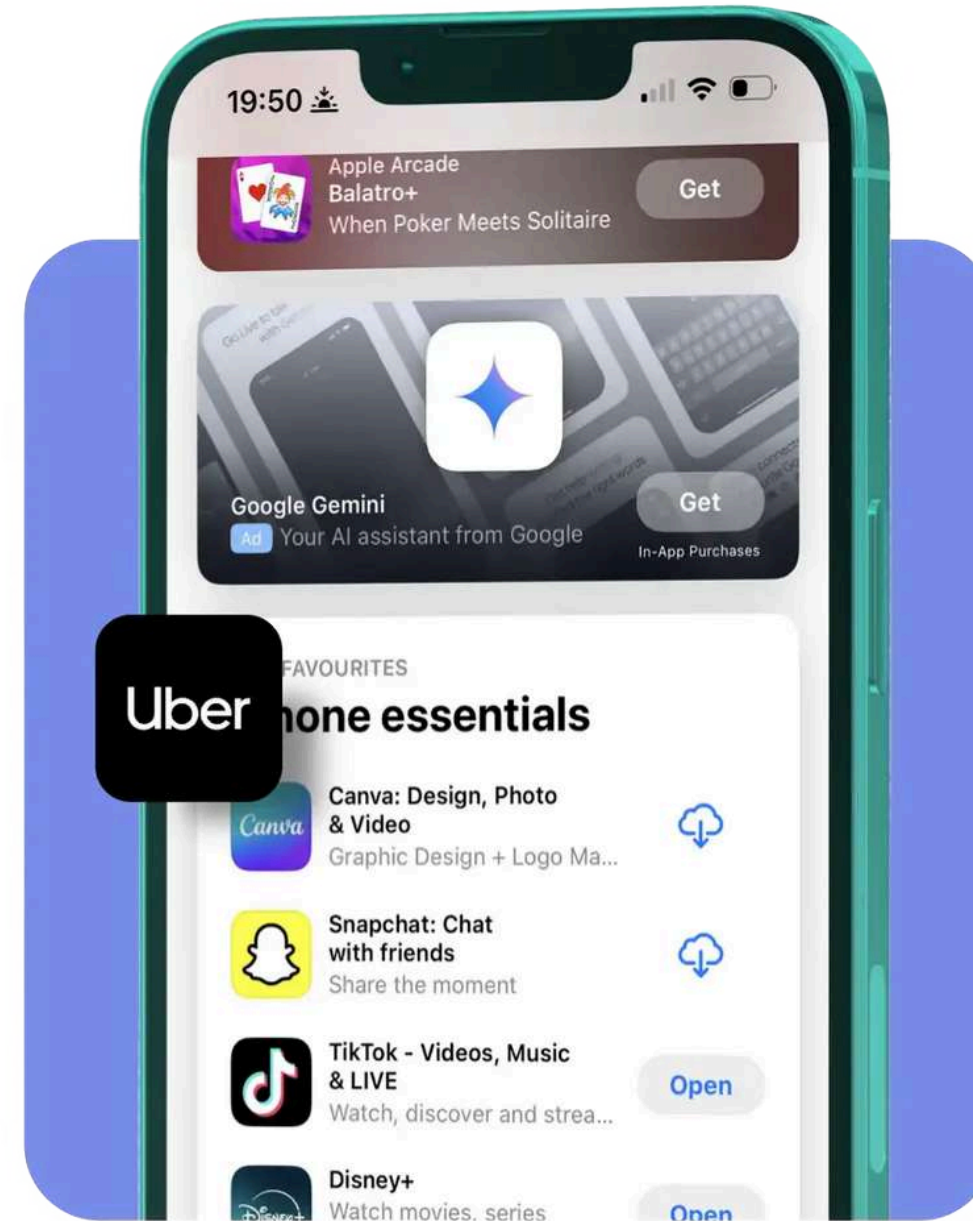 19:50
Apple Arcade
Balatro+
When Poker Meets Solitaire
Get
Google Gemini
Ad Your AI assistant from Google
Get
In-App Purchases
FAVOURITES
Uber
one essentials
Canva
Canva: Design, Photo
& Video
Graphic Design + Logo Ma...
Snapchat: Chat
with friends
Share the moment
TikTok - Videos, Music
& LIVE
Watch, discover and strea...
Open
Disney+
Disney+
Watch movies, series
Open